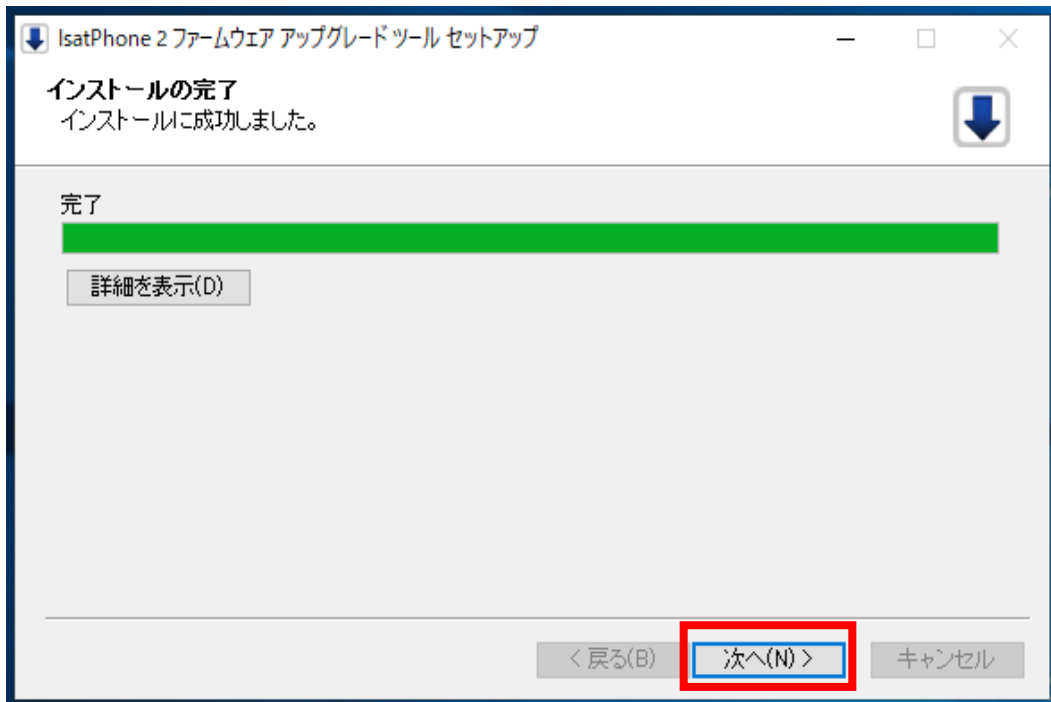 IsatPhone 2 ファームウェア アップグレード ツール セットアップ
インストールの完了
インストールに成功しました。
完了
詳細を表示(D)
< 戻る(B)
次へ(N) >
キャンセル